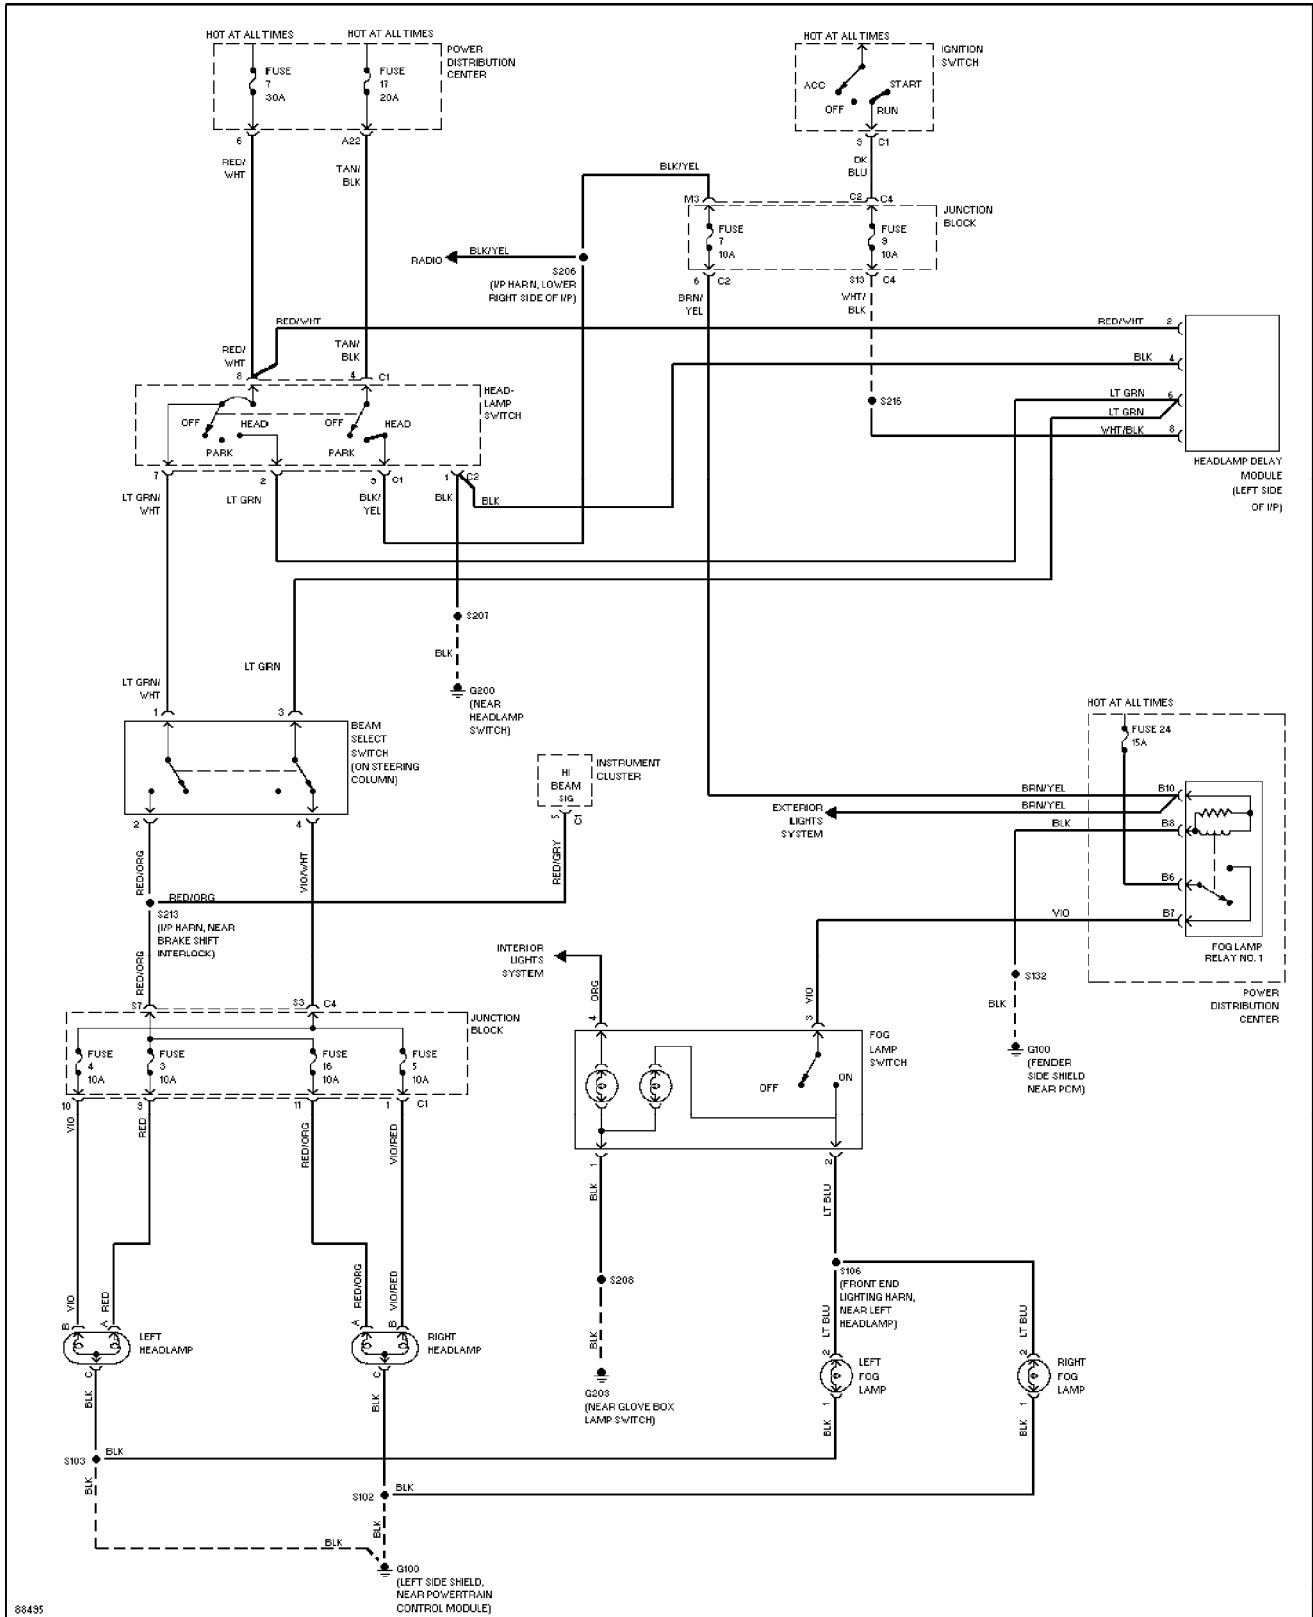 HOT AT ALL TIMES
HOT AT ALL TIMES
POWER
DISTRIBUTION
CENTER
FUSE
7
30A
FUSE
17
20A
6
A22
RED/
WHT
TAN/
BLK
HOT AT ALL TIMES
IGNITION
SWITCH
ACC
START
OFF
RUN
3
C1
DK
BLU
BLK/YEL
M3
C2
C4
JUNCTION
BLOCK
FUSE
7
10A
FUSE
9
10A
6
C2
S13
C4
BRN/
YEL
WHT/
BLK
RADIO
BLK/YEL
S206
(I/P HARN, LOWER
RIGHT SIDE OF I/P)
RED/WHT
RED/WHT
2
RED/
WHT
TAN/
BLK
8
4
C1
BLK
4
LT GRN
6
LT GRN
WHT/BLK
8
S216
HEADLAMP DELAY
MODULE
(LEFT SIDE
OF I/P)
HEAD-
LAMP
SWITCH
OFF
HEAD
PARK
OFF
HEAD
PARK
7
2
9
C1
1
C2
LT GRN/
WHT
LT GRN
BLK/
YEL
BLK
BLK
S207
BLK
G200
(NEAR
HEADLAMP
SWITCH)
LT GRN
LT GRN/
WHT
1
3
BEAM
SELECT
SWITCH
(ON STEERING
COLUMN)
2
4
HI
BEAM
SIG
INSTRUMENT
CLUSTER
5
C1
RED/GRY
RED/ORG
VIO/WHT
RED/ORG
S213
(I/P HARN, NEAR
BRAKE SHIFT
INTERLOCK)
RED/ORG
HOT AT ALL TIMES
FUSE 24
15A
BRN/YEL
B10
BRN/YEL
EXTERIOR
LIGHTS
SYSTEM
BLK
B8
B6
VIO
B7
FOG LAMP
RELAY NO. 1
POWER
DISTRIBUTION
CENTER
S132
BLK
G100
(FENDER
SIDE SHIELD
NEAR PCM)
INTERIOR
LIGHTS
SYSTEM
ORG
4
VIO
3
FOG
LAMP
SWITCH
OFF
ON
1
2
BLK
LT BLU
S7
S3
C4
JUNCTION
BLOCK
FUSE
4
10A
FUSE
3
10A
FUSE
16
10A
FUSE
5
10A
10
9
11
1
C1
VIO
RED
RED/ORG
VIO/RED
VIO
RED
RED/ORG
VIO/RED
B
A
A
B
LEFT
HEADLAMP
RIGHT
HEADLAMP
C
C
BLK
BLK
S208
BLK
G203
(NEAR GLOVE BOX
LAMP SWITCH)
S106
(FRONT END
LIGHTING HARN,
NEAR LEFT
HEADLAMP)
LT BLU
LT BLU
2
2
LEFT
FOG
LAMP
RIGHT
FOG
LAMP
1
1
BLK
BLK
S103
BLK
BLK
S102
BLK
BLK
BLK
G100
(LEFT SIDE SHIELD,
NEAR POWERTRAIN
CONTROL MODULE)
88495